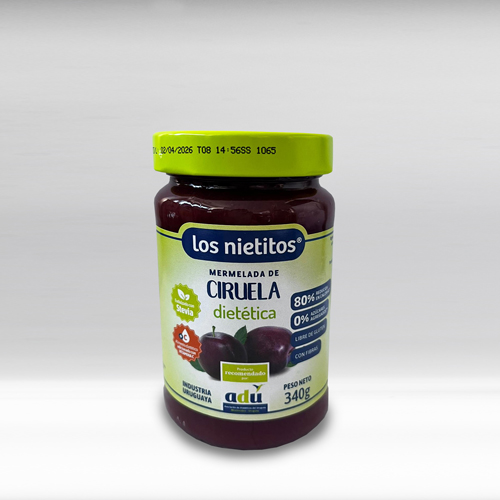 02/04/2026 T08 14:56SS 1065
los nietitos®
MERMELADA DE
CIRUELA
dietética
Stevia
80%
0%
LIBRE DE GLUTEN
CON FIBRAS
Producto
recomendado
por
adu
INDUSTRIA
URUGUAYA
PESO NETO
340g